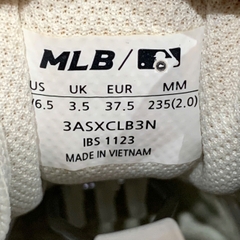 MLB/
US UK EUR MM
/6.5 3.5 37.5 235(2.0)
3ASXCLB3N
IBS 1123
MADE IN VIETNAM